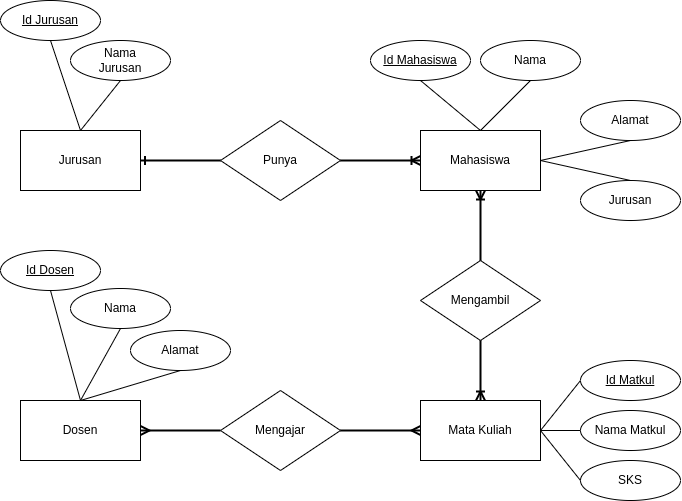 Id Jurusan
Nama
Jurusan
Id Mahasiswa
Nama
Alamat
Jurusan
Punya
Mahasiswa
Jurusan
Id Dosen
Nama
Alamat
Mengambil
Dosen
Mengajar
Mata Kuliah
Id Matkul
Nama Matkul
SKS